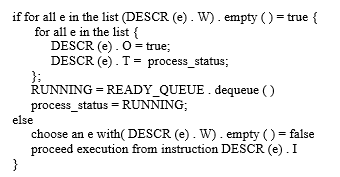 if for all e in the list (DESCR (e) . W) . empty ( ) = true {
for all e in the list {
DESCR (e) . O = true;
DESCR (e) . T = process_status;
};
RUNNING = READY_QUEUE . dequeue ( )
process_status = RUNNING;
else
choose an e with( DESCR (e) . W) . empty ( ) = false
proceed execution from instruction DESCR (e) . I
}